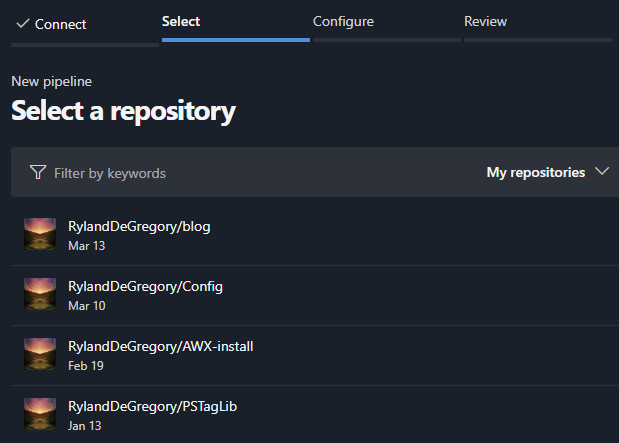 Connect
Select
Configure
Review
New pipeline
Select a repository
Filter by keywords
My repositories
RylandDeGregory/blog
Mar 13
RylandDeGregory/Config
Mar 10
RylandDeGregory/AWX-install
Feb 19
RylandDeGregory/PSTagLib
Jan 13